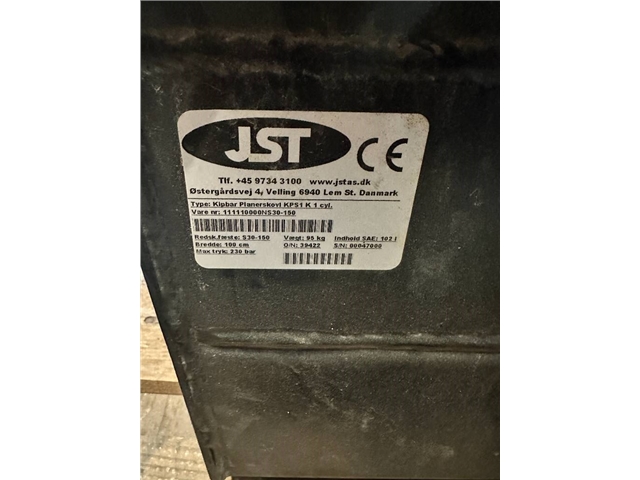 JST CE
Tlf. +45 9734 3100 www.jstas.dk
Østergårdsvej 4, Velling 6940 Lem St. Danmark
Type: Kipbar Planerskovl KPS1 K 1 cyl.
Vare nr: 111110000NS30-150
Redsk.fæste: S30-150 Vægt: 95 kg Indhold SAE: 102 l
Bredde: 100 cm O/N: 39422 S/N: 00047000
Max tryk: 230 bar